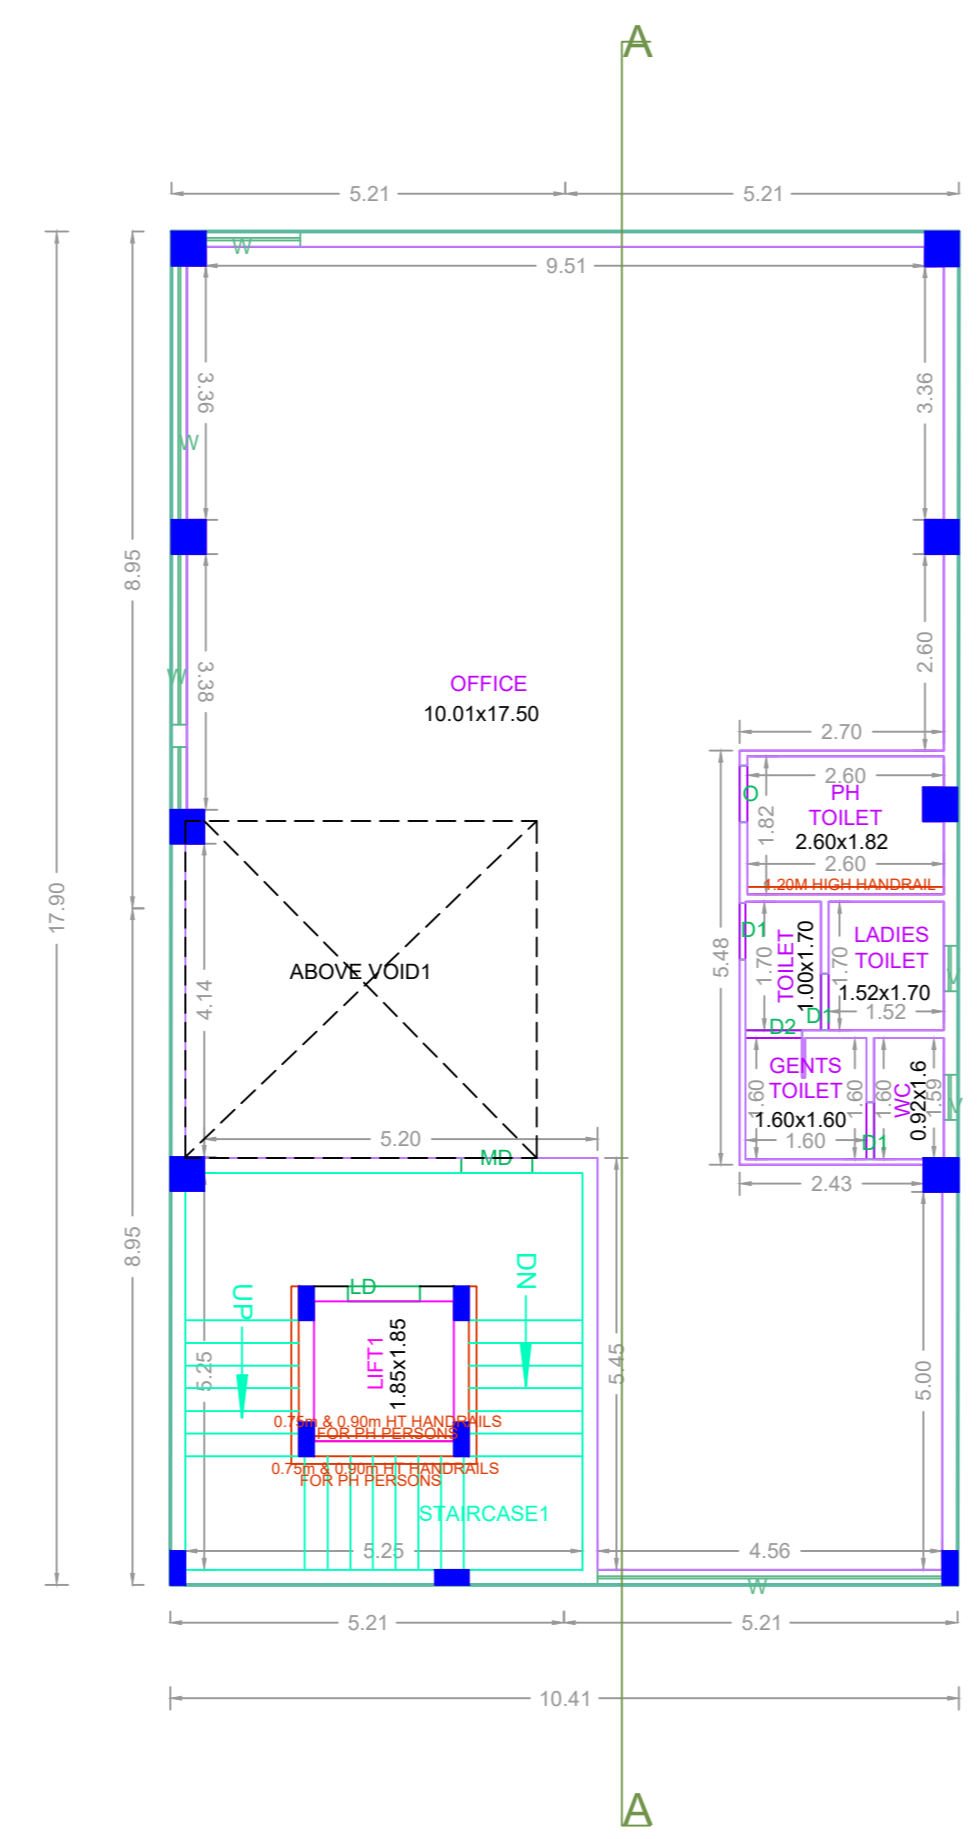 A
5.21
5.21
W
9.51
3.36
3.36
W
8.95
3.38
2.60
W
OFFICE
10.01x17.50
2.70
2.60
O
PH
TOILET
1.82
2.60x1.82
2.60
1.20M HIGH HANDRAIL
17.90
5.48
D1
TOILET
1.00x1.70
1.70
1.70
LADIES
TOILET
1.52x1.70
1.52
ABOVE VOID1
4.14
D1
D2
GENTS
TOILET
1.60
1.60
1.60
1.60x1.60
1.60
WC
0.92x1.6
1.59
D1
5.20
MD
2.43
8.95
UP
DN
LD
LIFT1
1.85x1.85
5.25
5.45
5.00
0.75m & 0.90m HT HANDRAILS
FOR PH PERSONS
0.75m & 0.90m HT HANDRAILS
FOR PH PERSONS
STAIRCASE1
5.25
4.56
W
5.21
5.21
10.41
A